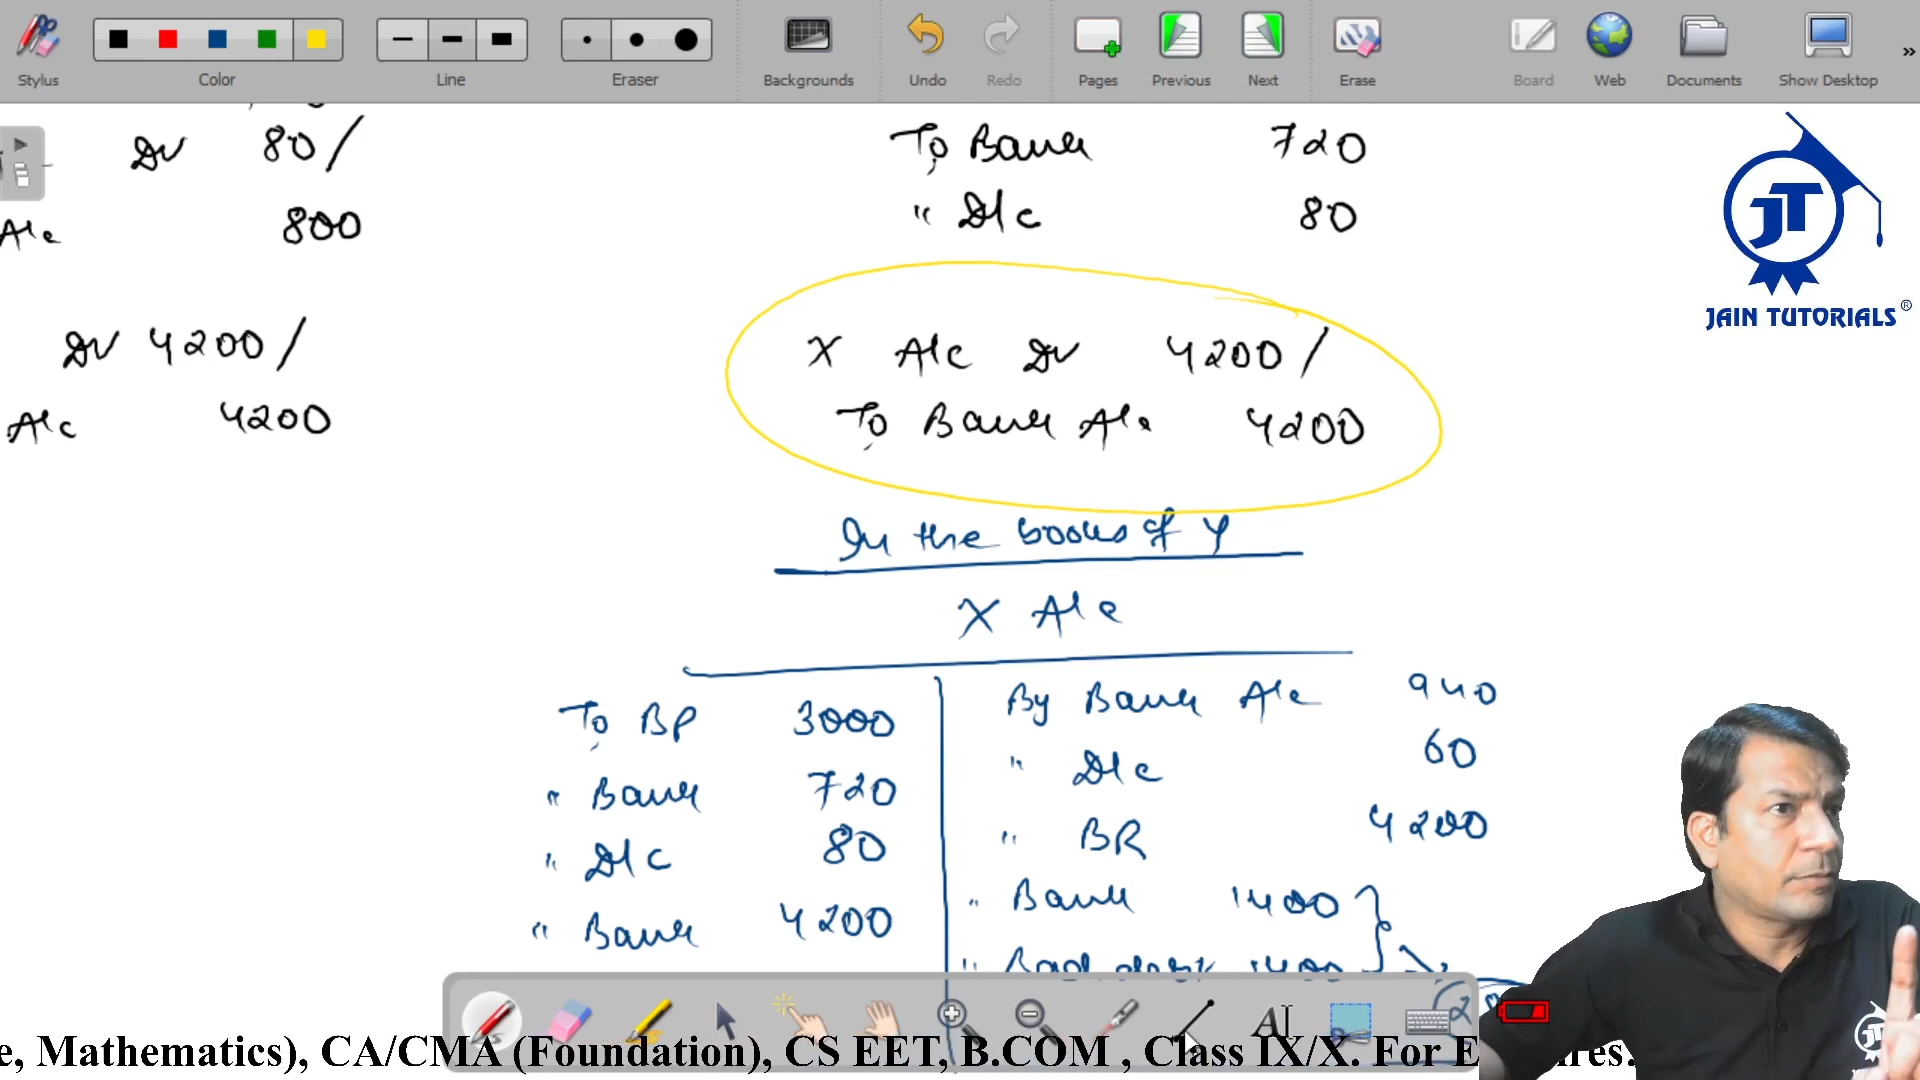 Stylus Color Line Eraser Backgrounds Undo Redo Pages Previous Next Erase Board Web Documents Show Desktop »
Dr 80/
A/c 800
Dr 4200/
A/c 4200
To Bank 720
" D/c 80
X A/c Dr 4200/
To Bank A/c 4200
In the books of Y
X A/c
To BP 3000
" Bank 720
" D/c 80
" Bank 4200
By Bank A/c 940
" D/c 60
" BR 4200
" Bank 1400
" Bad debt 1400
JT
JAIN TUTORIALS®
e, Mathematics), CA/CMA (Foundation), CS EET, B.COM , Class IX/X. For E